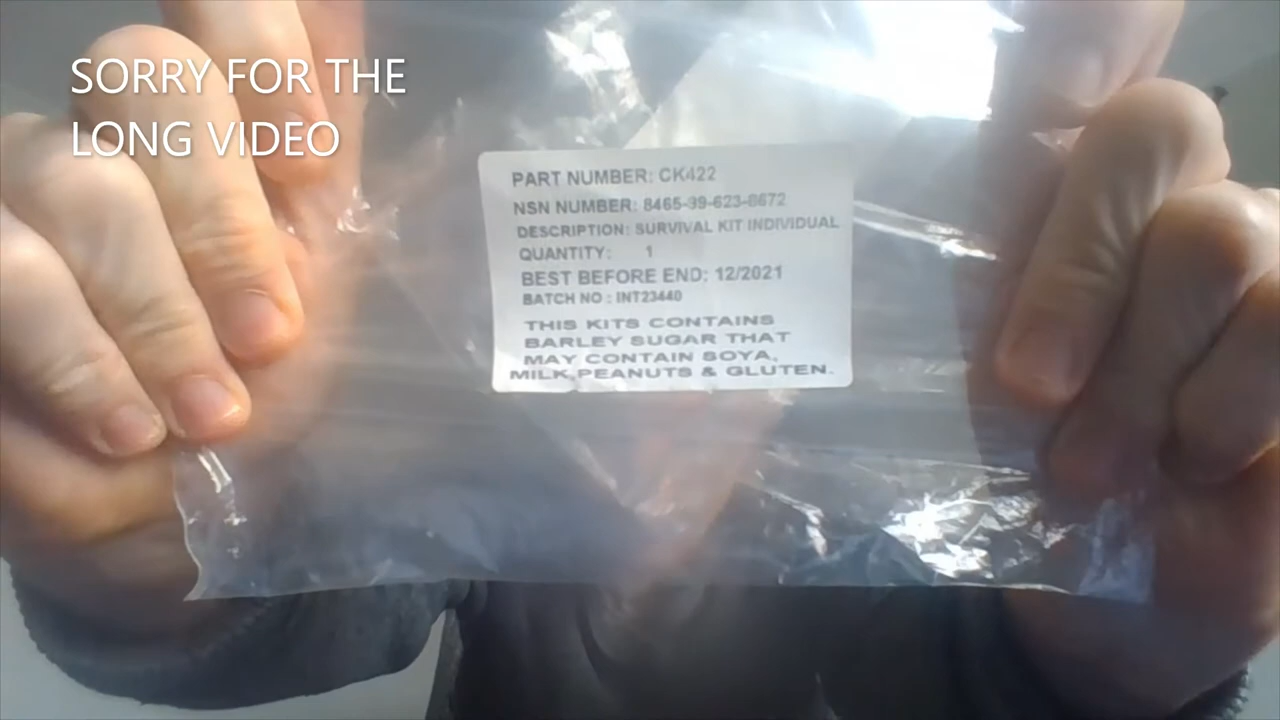 SORRY FOR THE
LONG VIDEO
PART NUMBER: CK422
NSN NUMBER: 8465-99-623-8672
DESCRIPTION: SURVIVAL KIT INDIVIDUAL
QUANTITY: 1
BEST BEFORE END: 12/2021
BATCH NO : INT23440
THIS KITS CONTAINS
BARLEY SUGAR THAT
MAY CONTAIN SOYA,
MILK,PEANUTS & GLUTEN.